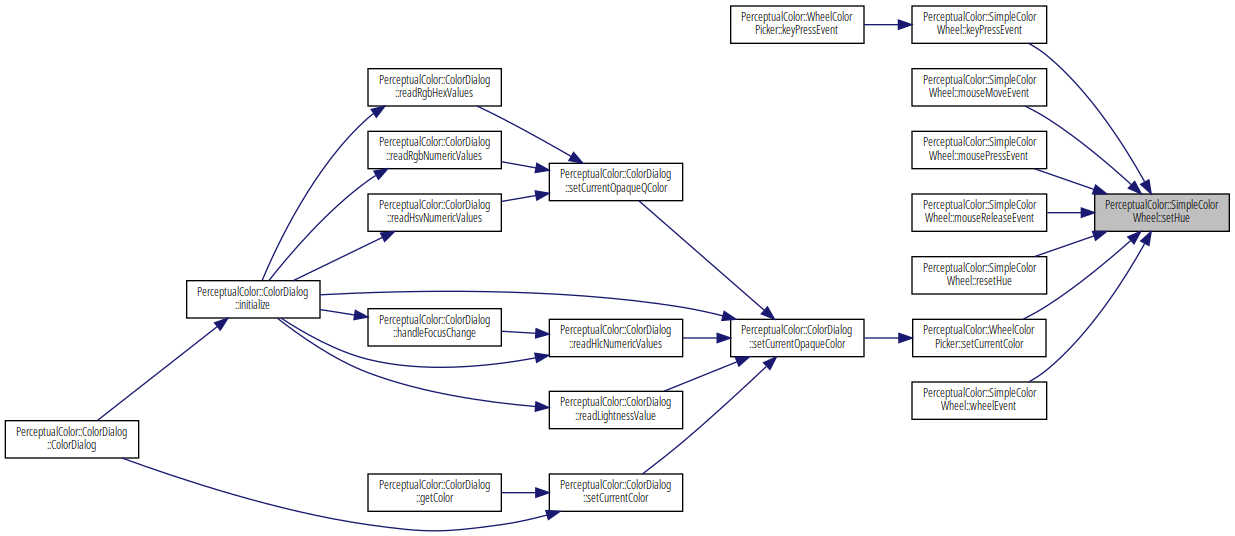 PerceptualColor::WheelColor
Picker::keyPressEvent
PerceptualColor::SimpleColor
Wheel::keyPressEvent
PerceptualColor::ColorDialog
::readRgbHexValues
PerceptualColor::SimpleColor
Wheel::mouseMoveEvent
PerceptualColor::ColorDialog
::readRgbNumericValues
PerceptualColor::SimpleColor
Wheel::mousePressEvent
PerceptualColor::ColorDialog
::setCurrentOpaqueQColor
PerceptualColor::ColorDialog
::readHsvNumericValues
PerceptualColor::SimpleColor
Wheel::mouseReleaseEvent
PerceptualColor::SimpleColor
Wheel::setHue
PerceptualColor::SimpleColor
Wheel::resetHue
PerceptualColor::ColorDialog
::initialize
PerceptualColor::ColorDialog
::handleFocusChange
PerceptualColor::ColorDialog
::readHlcNumericValues
PerceptualColor::ColorDialog
::setCurrentOpaqueColor
PerceptualColor::WheelColor
Picker::setCurrentColor
PerceptualColor::ColorDialog
::readLightnessValue
PerceptualColor::SimpleColor
Wheel::wheelEvent
PerceptualColor::ColorDialog
::ColorDialog
PerceptualColor::ColorDialog
::getColor
PerceptualColor::ColorDialog
::setCurrentColor